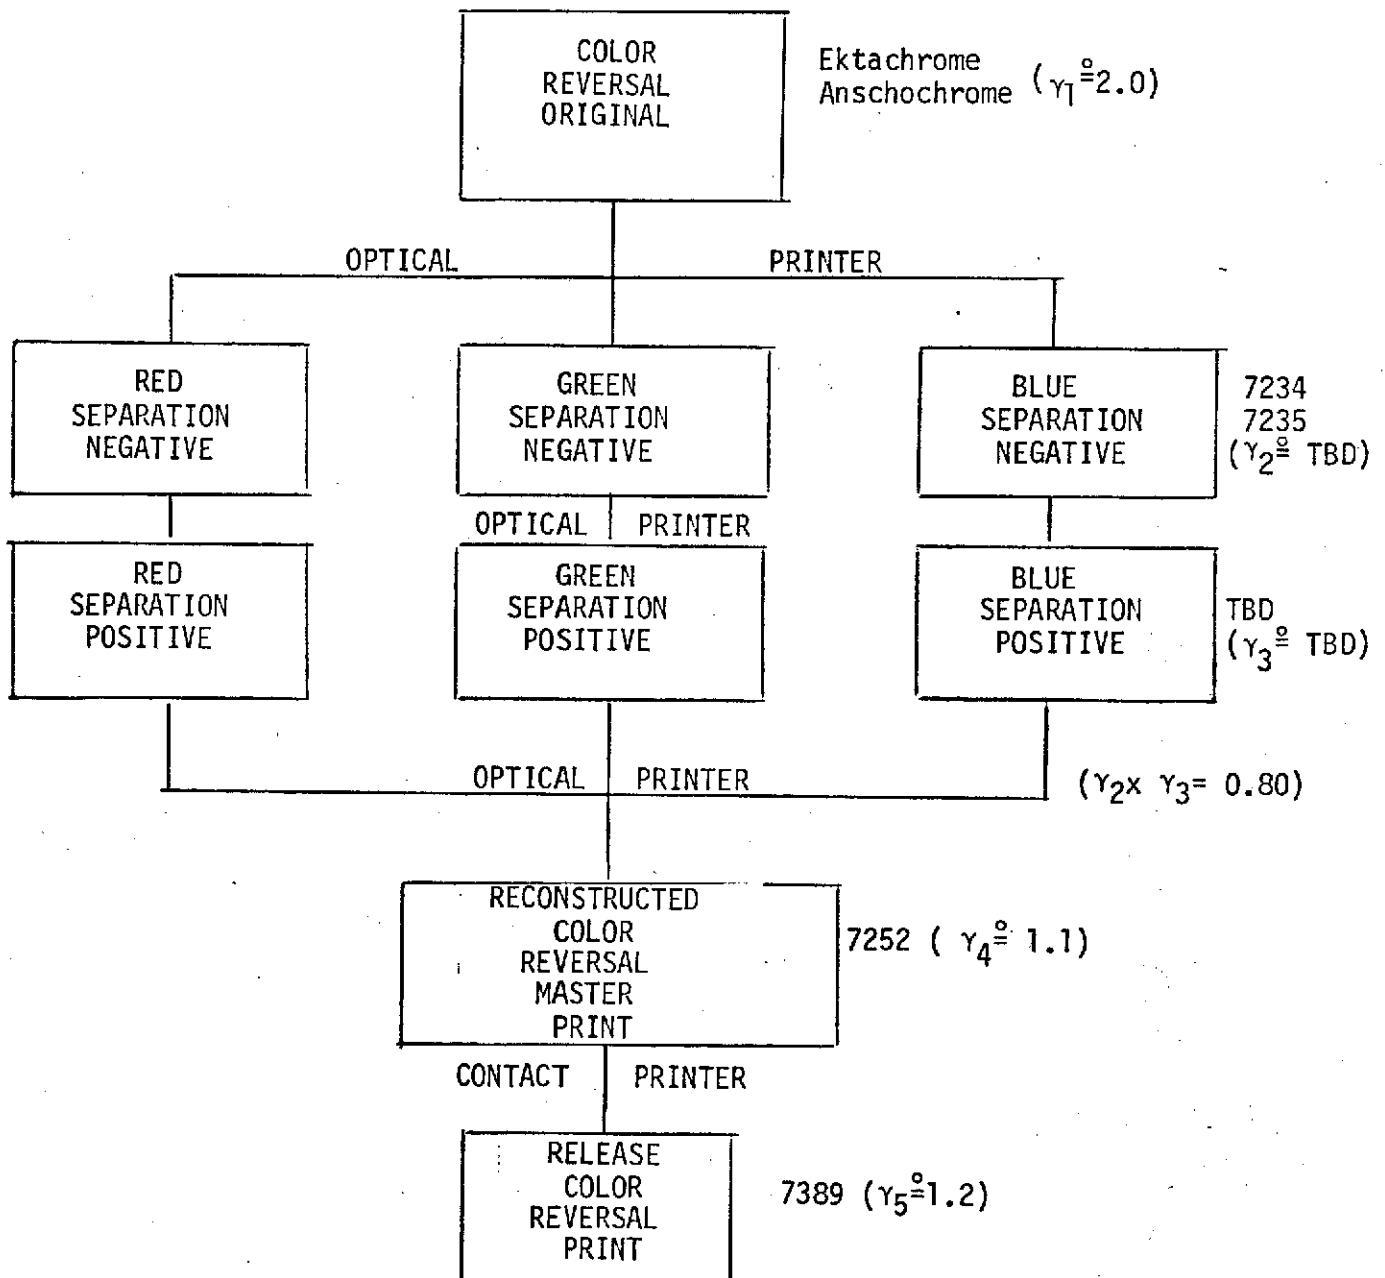 COLOR
REVERSAL
ORIGINAL
Ektachrome
Anschochrome (γ1≗2.0)
OPTICAL PRINTER
RED
SEPARATION
NEGATIVE
GREEN
SEPARATION
NEGATIVE
BLUE
SEPARATION
NEGATIVE
7234
7235
(γ2≗ TBD)
OPTICAL PRINTER
RED
SEPARATION
POSITIVE
GREEN
SEPARATION
POSITIVE
BLUE
SEPARATION
POSITIVE
TBD
(γ3≗ TBD)
OPTICAL PRINTER
(γ2x γ3= 0.80)
RECONSTRUCTED
COLOR
REVERSAL
MASTER
PRINT
7252 ( γ4≗ 1.1)
CONTACT PRINTER
RELEASE
COLOR
REVERSAL
PRINT
7389 (γ5≗1.2)